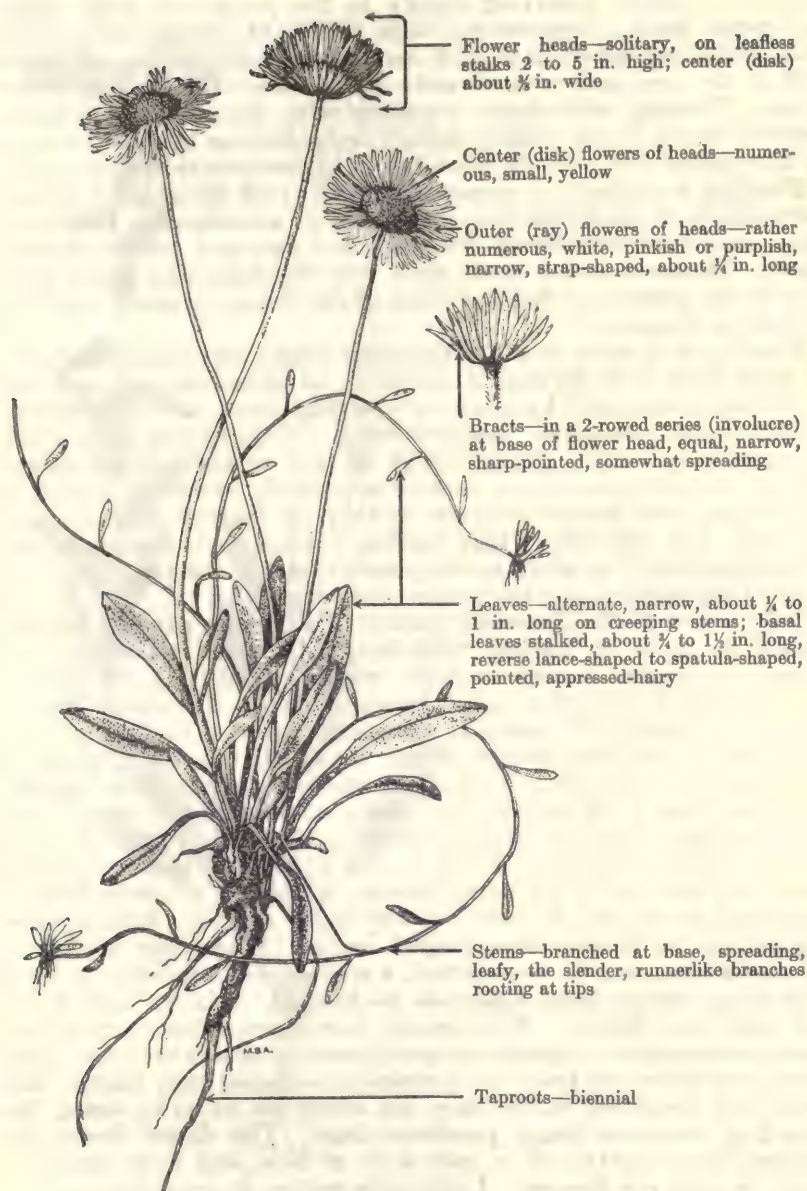 Flower heads—solitary, on leafless
stalks 2 to 5 in. high; center (disk)
about ⅜ in. wide
Center (disk) flowers of heads—numer-
ous, small, yellow
Outer (ray) flowers of heads—rather
numerous, white, pinkish or purplish,
narrow, strap-shaped, about ¼ in. long
Bracts—in a 2-rowed series (involucre)
at base of flower head, equal, narrow,
sharp-pointed, somewhat spreading
Leaves—alternate, narrow, about ¼ to
1 in. long on creeping stems; basal
leaves stalked, about ¾ to 1½ in. long,
reverse lance-shaped to spatula-shaped,
pointed, appressed-hairy
Stems—branched at base, spreading,
leafy, the slender, runnerlike branches
rooting at tips
M.B.A.
Taproots—biennial